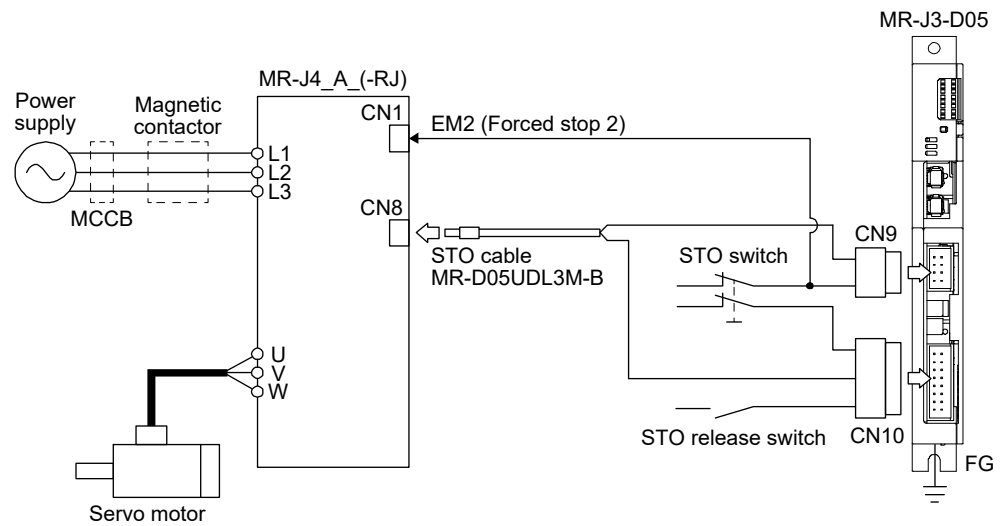 MR-J3-D05
MR-J4_A_(-RJ)
Power
supply
Magnetic
contactor
CN1
EM2 (Forced stop 2)
L1
L2
L3
MCCB
CN8
STO cable
MR-D05UDL3M-B
STO switch
CN9
U
V
W
STO release switch
CN10
FG
Servo motor